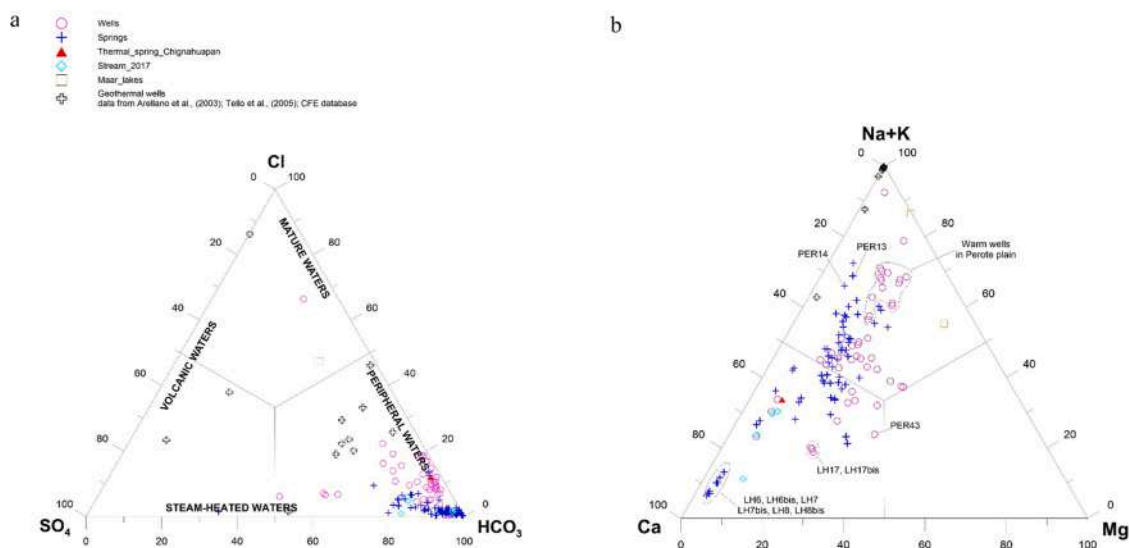 a
Wells
Springs
Thermal_spring_Chignahuapan
Stream_2017
Maar_lakes
Geothermal wells
data from Arellano et al., (2003); Tello et al., (2005); CFE database
Cl
0 100
20 80
40 60
60 40
80 20
100 0
MATURE WATERS
VOLCANIC WATERS
PERIPHERAL WATERS
STEAM-HEATED WATERS
SO4 HCO3
0 20 40 60 80 100
b
Na+K
0 100
20 80
40 60
60 40
80 20
100 0
PER14
PER13
Warm wells
in Perote plain
PER43
LH17, LH17bis
LH6, LH6bis, LH7
LH7bis, LH8, LH8bis
Ca Mg
0 20 40 60 80 100